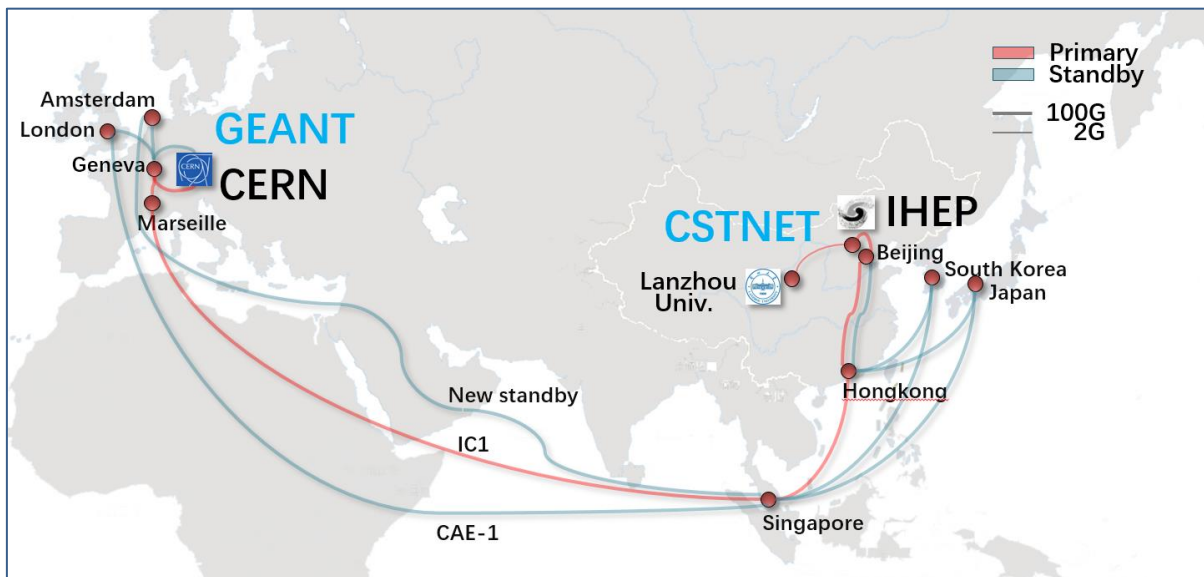 Primary
Standby
100G
2G
Amsterdam
London
GEANT
Geneva
CERN
CERN
Marseille
CSTNET
IHEP
Beijing
South Korea
Japan
Lanzhou
Univ.
Hongkong
New standby
IC1
CAE-1
Singapore